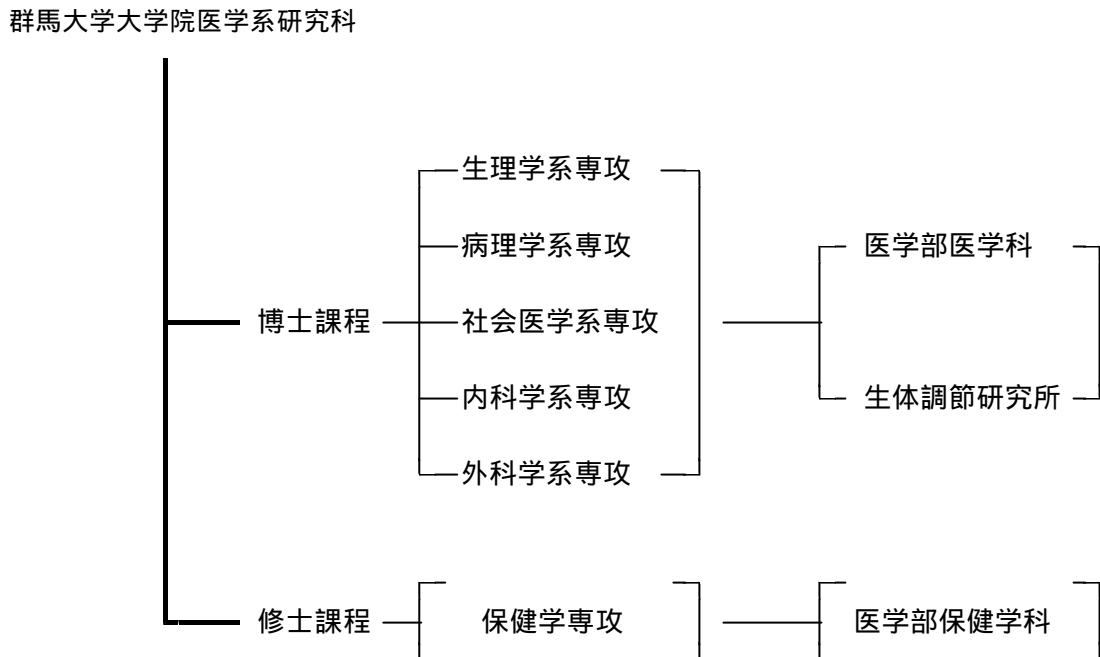 群馬大学大学院医学系研究科
生理学系専攻
病理学系専攻
医学部医学科
博士課程
社会医学系専攻
内科学系専攻
生体調節研究所
外科学系専攻
修士課程
保健学専攻
医学部保健学科